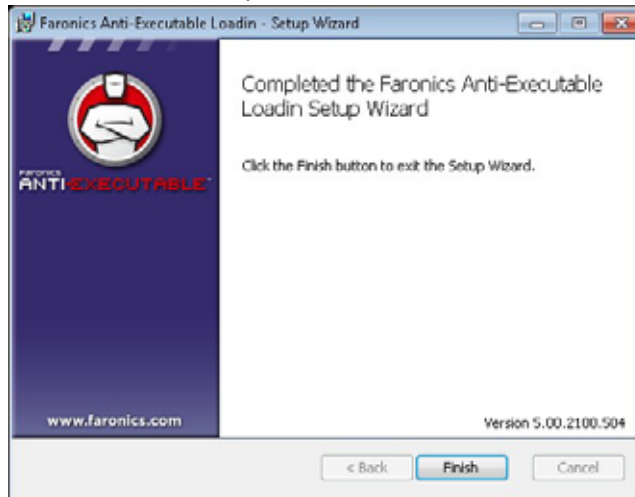 Faronics Anti-Executable Loadin - Setup Wizard
Completed the Faronics Anti-Executable
Loadin Setup Wizard
Click the Finish button to exit the Setup Wizard.
FARONICS
ANTI-EXECUTABLE
www.faronics.com
Version 5.00.2100.504
< Back
Finish
Cancel